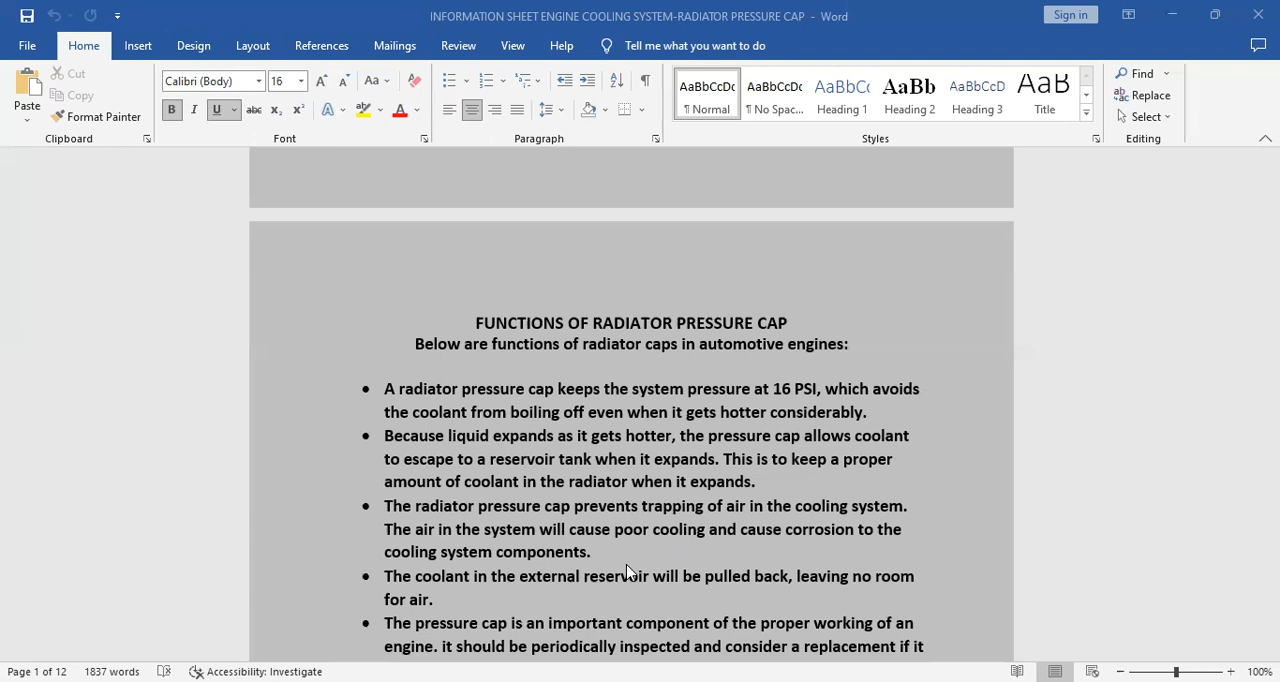 INFORMATION SHEET ENGINE COOLING SYSTEM-RADIATOR PRESSURE CAP - Word
Sign in
File Home Insert Design Layout References Mailings Review View Help Tell me what you want to do
Paste
Cut
Copy
Format Painter
Clipboard
Calibri (Body) 16
Aa
B I U abc X₂ X² A A
Font
Paragraph
AaBbCcDc AaBbCcDc AaBbC AaBb AaBbCcD AaB
¶ Normal ¶ No Spac... Heading 1 Heading 2 Heading 3 Title
Styles
Find
Replace
Select
Editing
FUNCTIONS OF RADIATOR PRESSURE CAP
Below are functions of radiator caps in automotive engines:
• A radiator pressure cap keeps the system pressure at 16 PSI, which avoids
the coolant from boiling off even when it gets hotter considerably.
• Because liquid expands as it gets hotter, the pressure cap allows coolant
to escape to a reservoir tank when it expands. This is to keep a proper
amount of coolant in the radiator when it expands.
• The radiator pressure cap prevents trapping of air in the cooling system.
The air in the system will cause poor cooling and cause corrosion to the
cooling system components.
• The coolant in the external reservoir will be pulled back, leaving no room
for air.
• The pressure cap is an important component of the proper working of an
engine. it should be periodically inspected and consider a replacement if it
Page 1 of 12 1837 words Accessibility: Investigate 100%